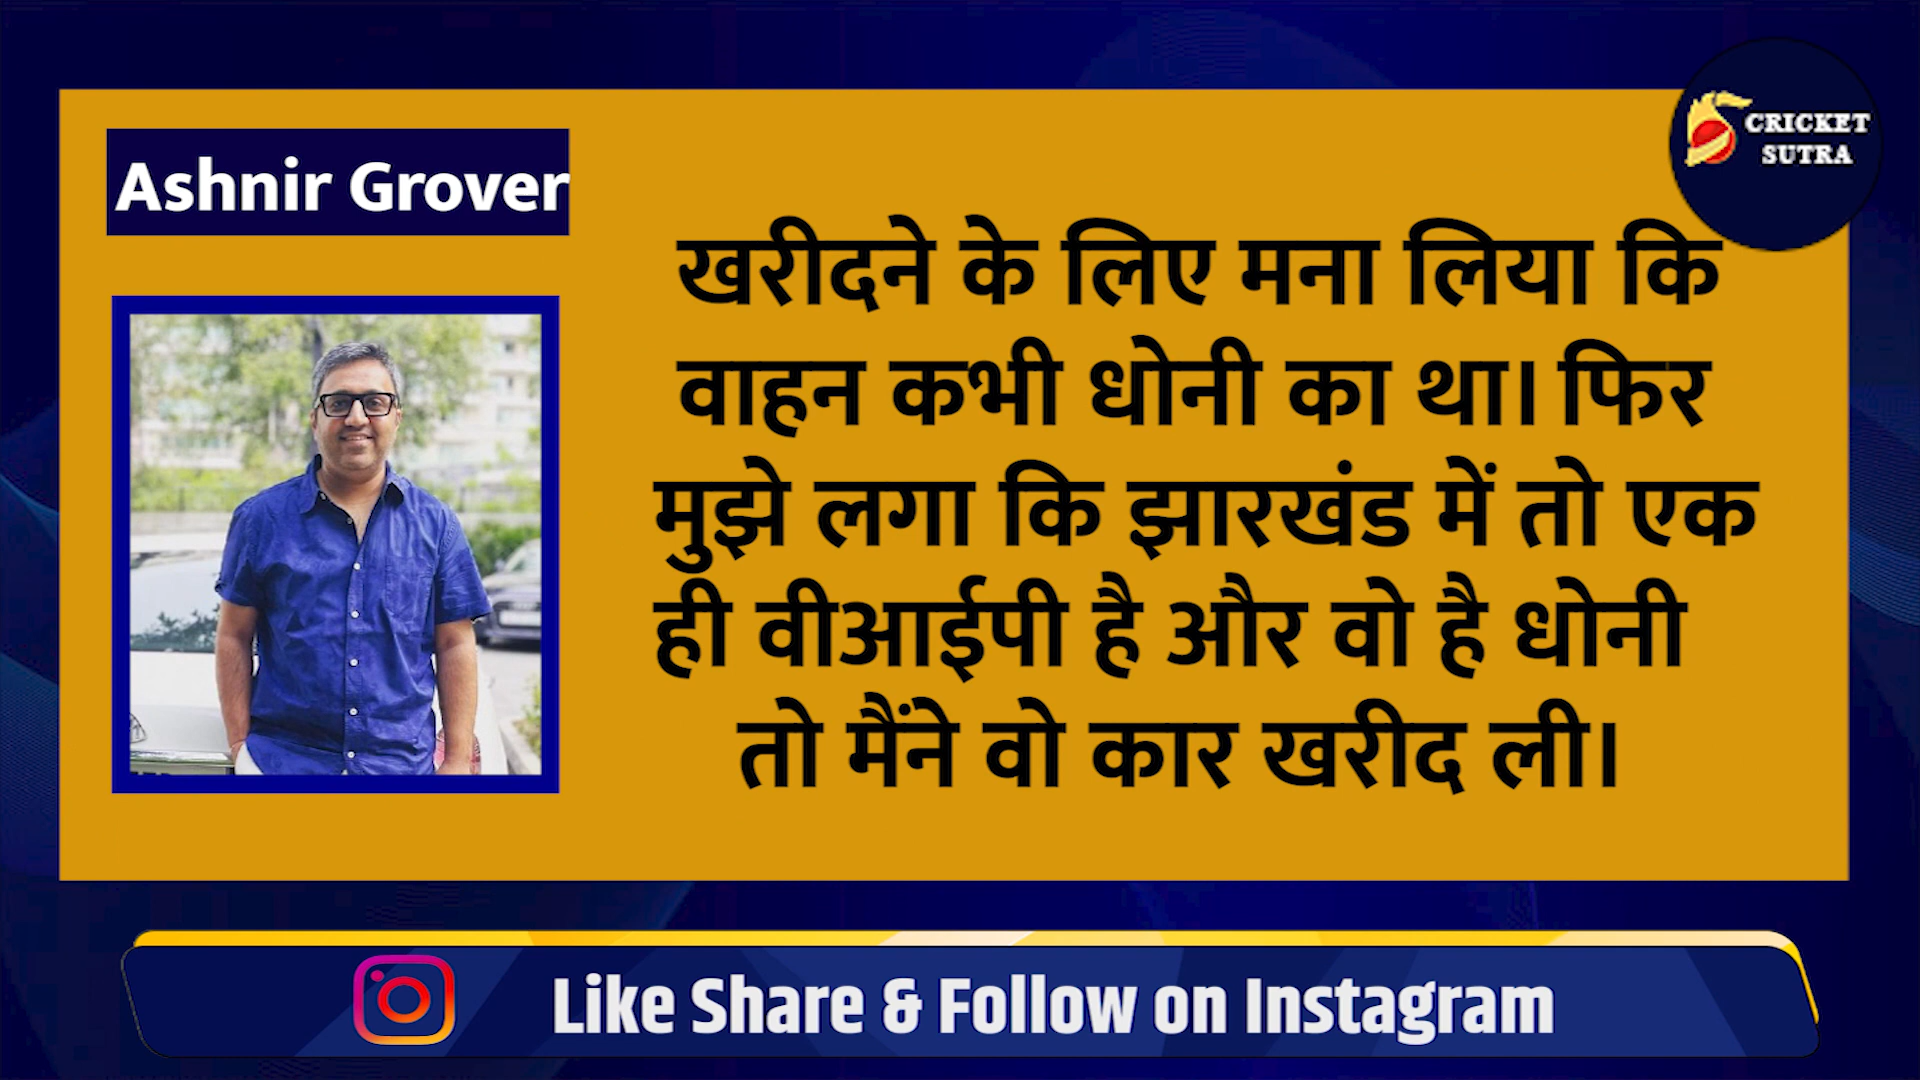 CRICKET
SUTRA
Ashnir Grover
खरीदने के लिए मना लिया कि
वाहन कभी धोनी का था। फिर
मुझे लगा कि झारखंड में तो एक
ही वीआईपी है और वो है धोनी
तो मैंने वो कार खरीद ली।
Like Share & Follow on Instagram